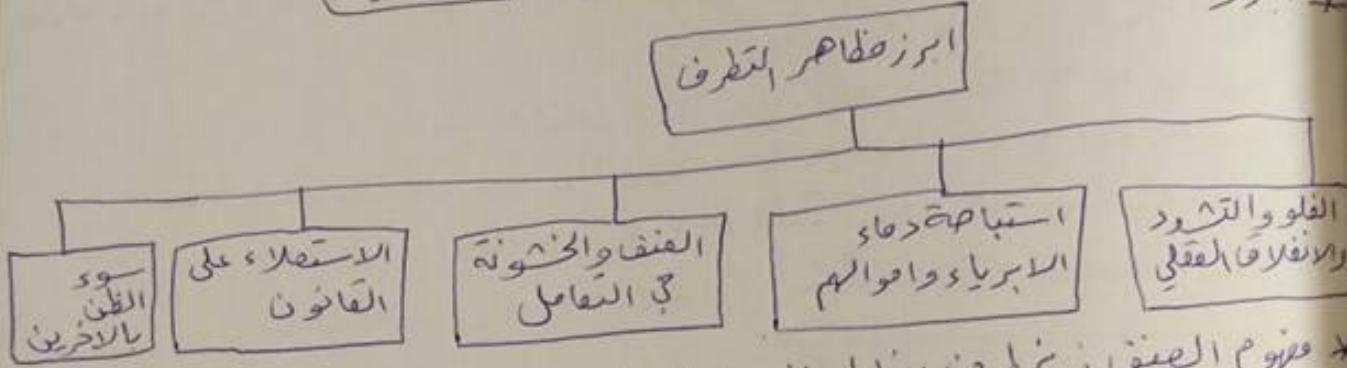 ابرز مظاهر التطرف
الغلو والتشدد
والانغلاق العقلي
استباحة دماء
الابرياء واموالهم
العنف والخشونة
في التعامل
الاستعلاء على
القانون
سوء
الظن
بالاخرين
* مفهوم العنف :